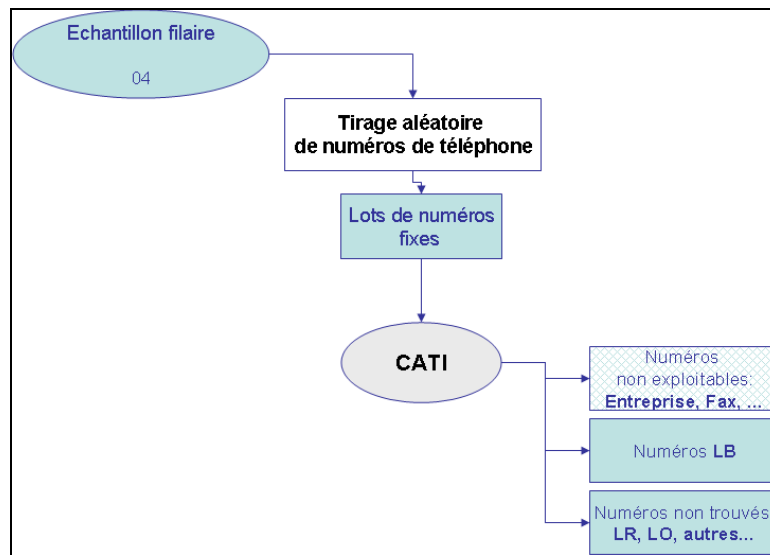 Echantillon filaire
04
Tirage aléatoire
de numéros de téléphone
Lots de numéros
fixes
CATI
Numéros
non exploitables:
Entreprise, Fax, ...
Numéros LB
Numéros non trouvés
LR, LO, autres...